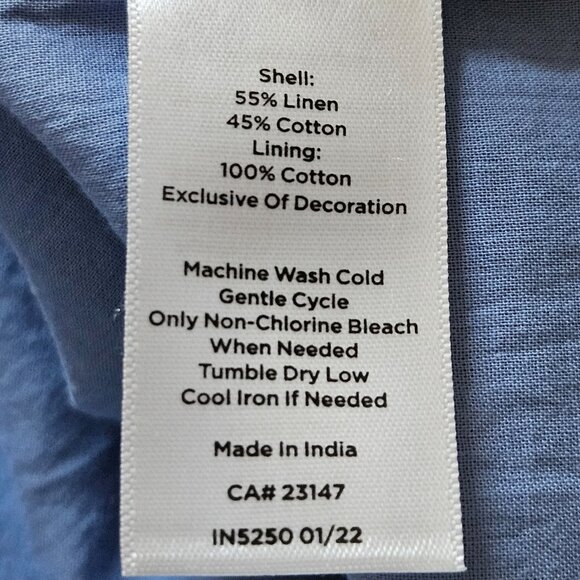 Shell:
55% Linen
45% Cotton
Lining:
100% Cotton
Exclusive Of Decoration
Machine Wash Cold
Gentle Cycle
Only Non-Chlorine Bleach
When Needed
Tumble Dry Low
Cool Iron If Needed
Made In India
CA# 23147
IN5250 01/22